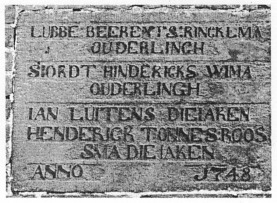 LUBBE BEERENTS RINCKEMA
OUDERLINGH
SIORDT HINDERICKS WIMA
OUDERLINGH
IAN LUITENS DIEIAKEN
HENDERICK TONNES ROOS
SMA DIEIAKEN
ANNO 1748